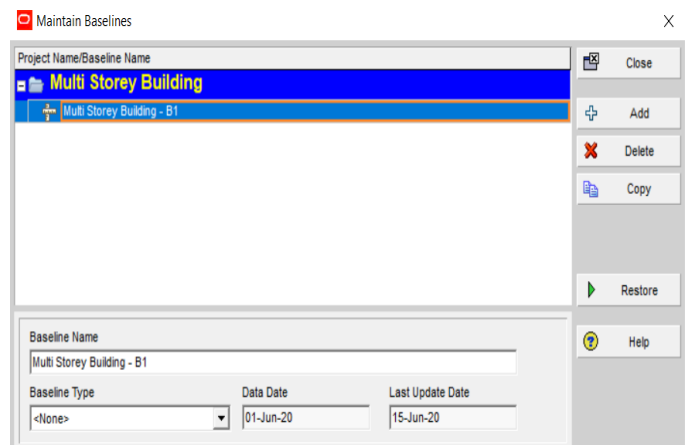 Maintain Baselines
Project Name/Baseline Name
Multi Storey Building
Multi Storey Building - B1
Close
Add
Delete
Copy
Restore
Help
Baseline Name
Multi Storey Building - B1
Baseline Type Data Date Last Update Date
<None> 01-Jun-20 15-Jun-20